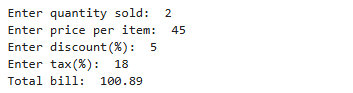 Enter quantity sold:  2
Enter price per item:  45
Enter discount(%):  5
Enter tax(%):  18
Total bill:  100.89